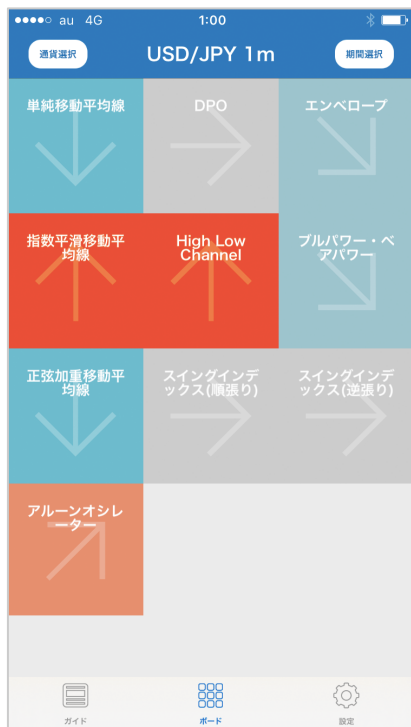 au 4G 1:00
通貨選択 USD/JPY 1m 期間選択
単純移動平均線
DPO
エンベロープ
指数平滑移動平
均線
High Low
Channel
ブルパワー・ベ
アパワー
正弦加重移動平
均線
スイングインデ
ックス(順張り)
スイングインデ
ックス(逆張り)
アルーンオシレ
ーター
ガイド ボード 設定